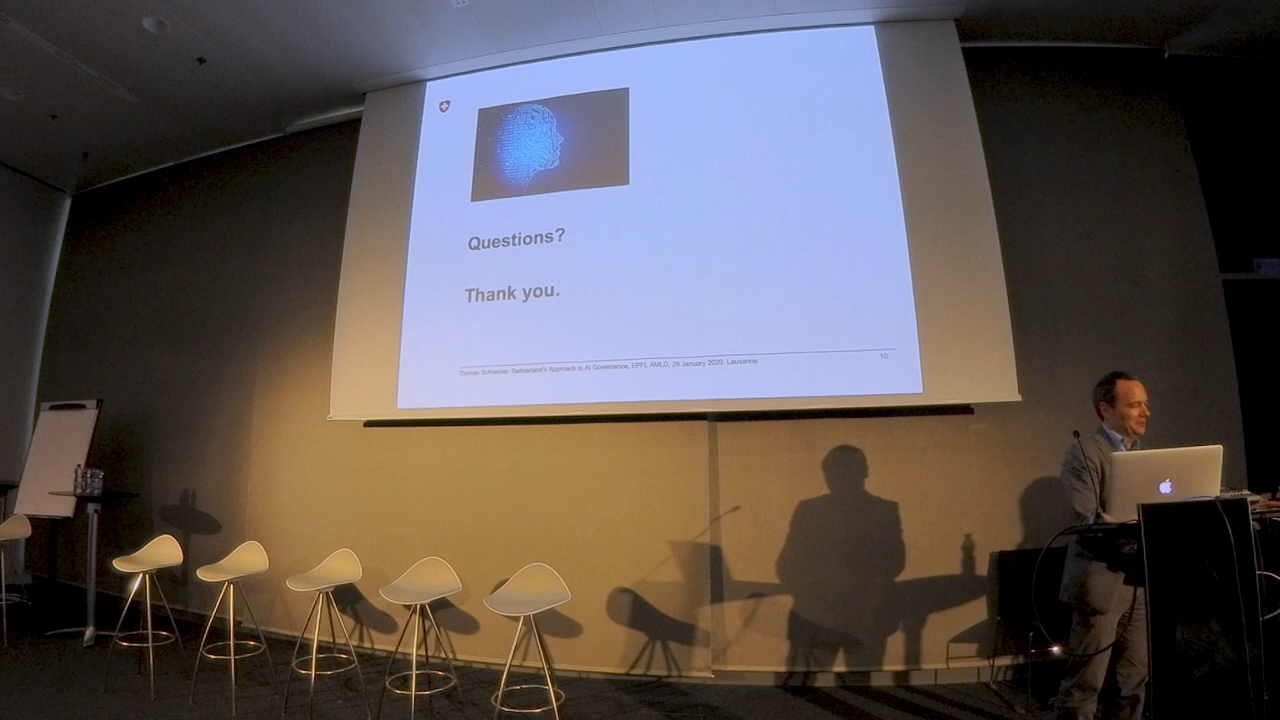 Questions?
Thank you.
Thomas Schneider: Switzerland's Approach to AI Governance, EPFL AMLD, 29 January 2020, Lausanne
10